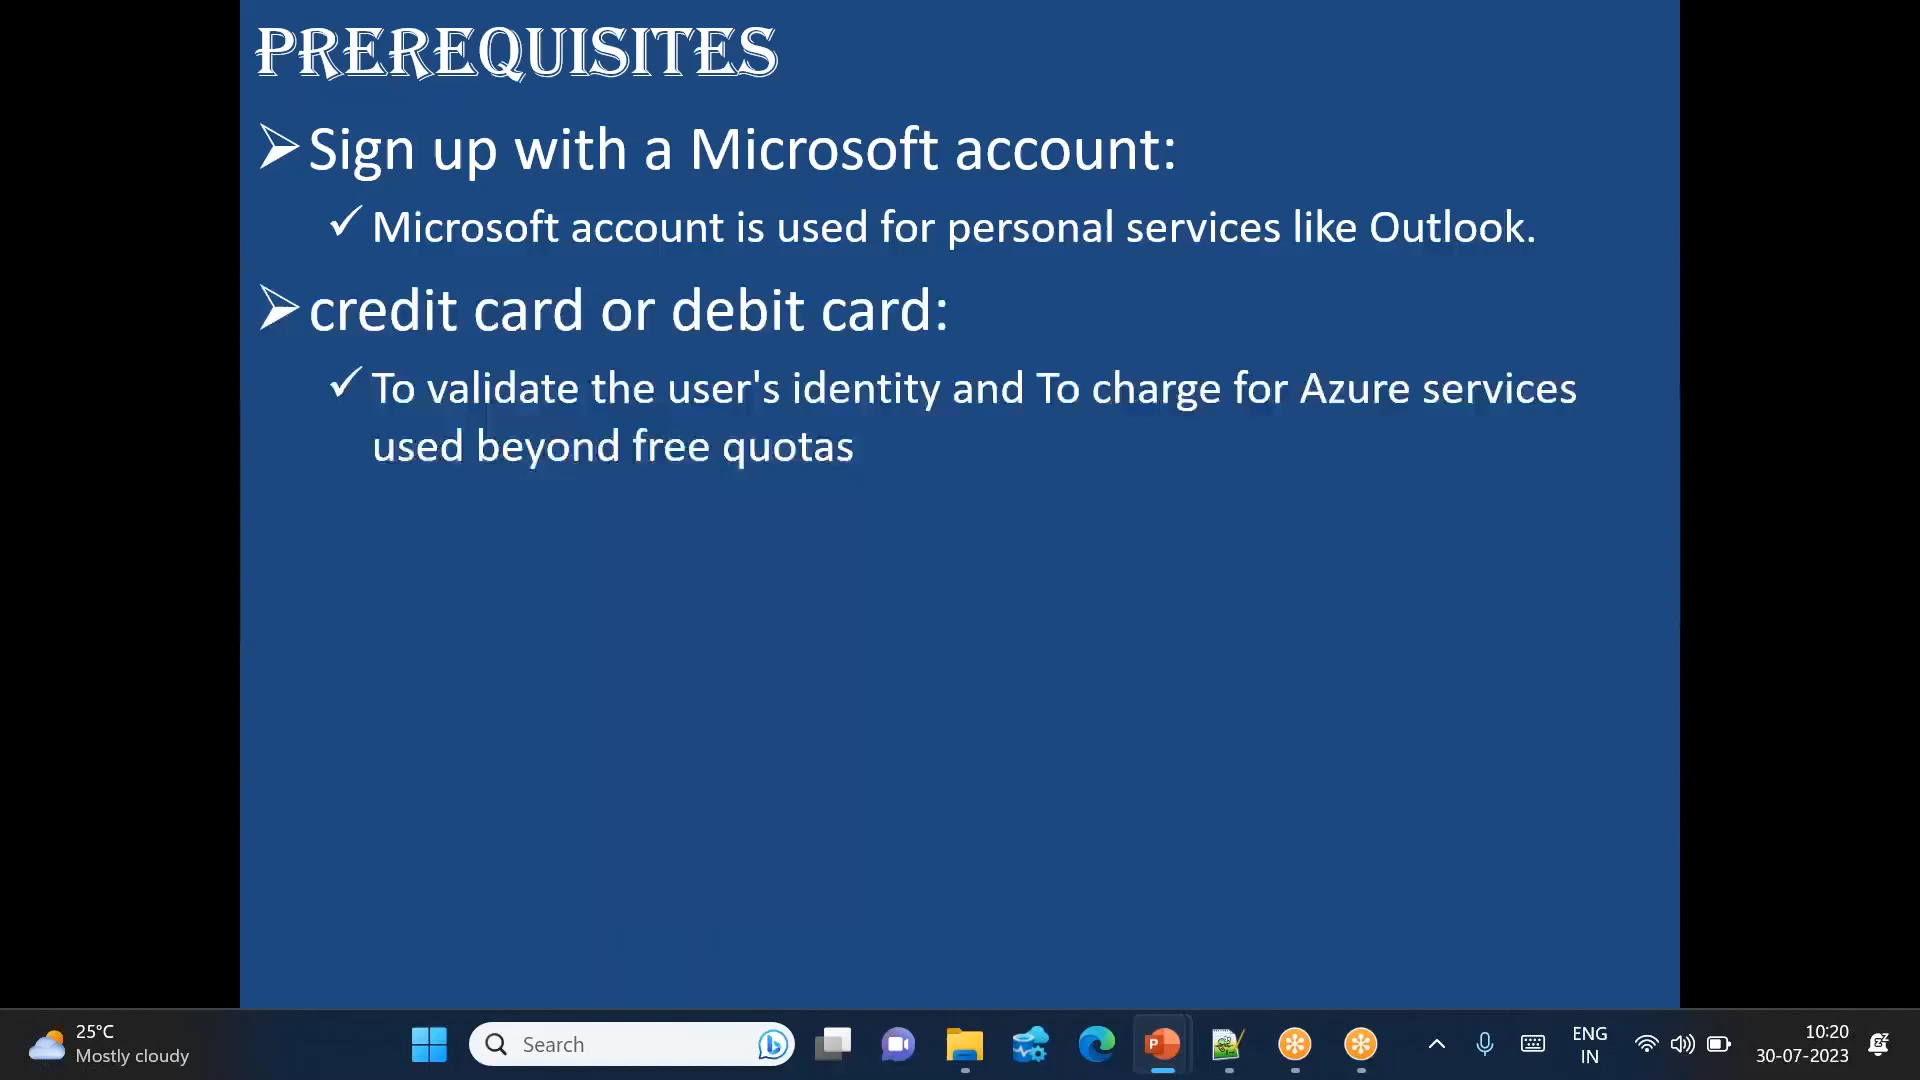 PREREQUISITES
Sign up with a Microsoft account:
Microsoft account is used for personal services like Outlook.
credit card or debit card:
To validate the user's identity and To charge for Azure services
used beyond free quotas
25°C
Mostly cloudy
Search
ENG
IN
10:20
30-07-2023